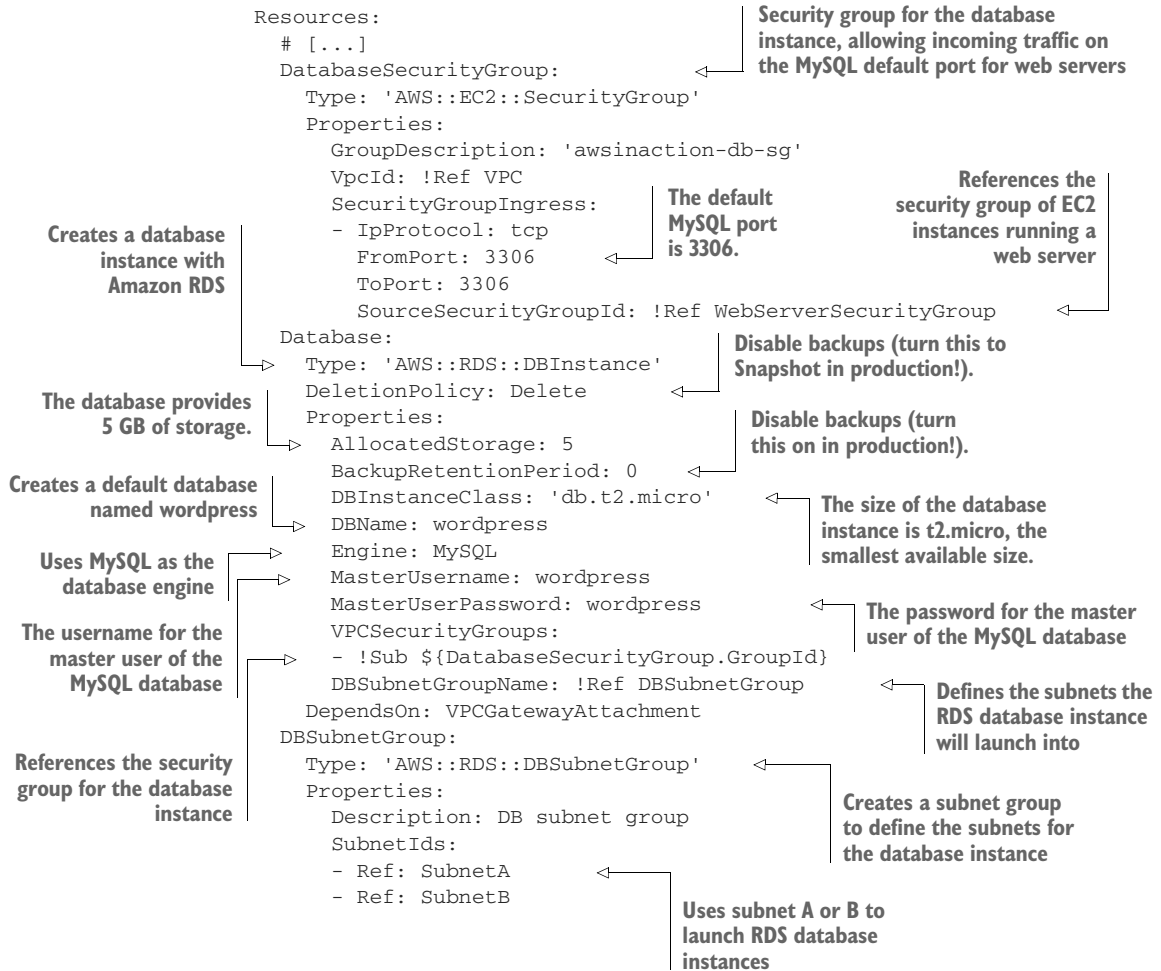 Resources:
# [...]
DatabaseSecurityGroup:
Type: 'AWS::EC2::SecurityGroup'
Properties:
GroupDescription: 'awsinaction-db-sg'
VpcId: !Ref VPC
SecurityGroupIngress:
- IpProtocol: tcp
FromPort: 3306
ToPort: 3306
SourceSecurityGroupId: !Ref WebServerSecurityGroup
Database:
Type: 'AWS::RDS::DBInstance'
DeletionPolicy: Delete
Properties:
AllocatedStorage: 5
BackupRetentionPeriod: 0
DBInstanceClass: 'db.t2.micro'
DBName: wordpress
Engine: MySQL
MasterUsername: wordpress
MasterUserPassword: wordpress
VPCSecurityGroups:
- !Sub ${DatabaseSecurityGroup.GroupId}
DBSubnetGroupName: !Ref DBSubnetGroup
DependsOn: VPCGatewayAttachment
DBSubnetGroup:
Type: 'AWS::RDS::DBSubnetGroup'
Properties:
Description: DB subnet group
SubnetIds:
- Ref: SubnetA
- Ref: SubnetB
Security group for the database
instance, allowing incoming traffic on
the MySQL default port for web servers
The default
MySQL port
is 3306.
References the
security group of EC2
instances running a
web server
Creates a database
instance with
Amazon RDS
Disable backups (turn this to
Snapshot in production!).
The database provides
5 GB of storage.
Disable backups (turn
this on in production!).
Creates a default database
named wordpress
The size of the database
instance is t2.micro, the
smallest available size.
Uses MySQL as the
database engine
The password for the master
user of the MySQL database
The username for the
master user of the
MySQL database
Defines the subnets the
RDS database instance
will launch into
References the security
group for the database
instance
Creates a subnet group
to define the subnets for
the database instance
Uses subnet A or B to
launch RDS database
instances